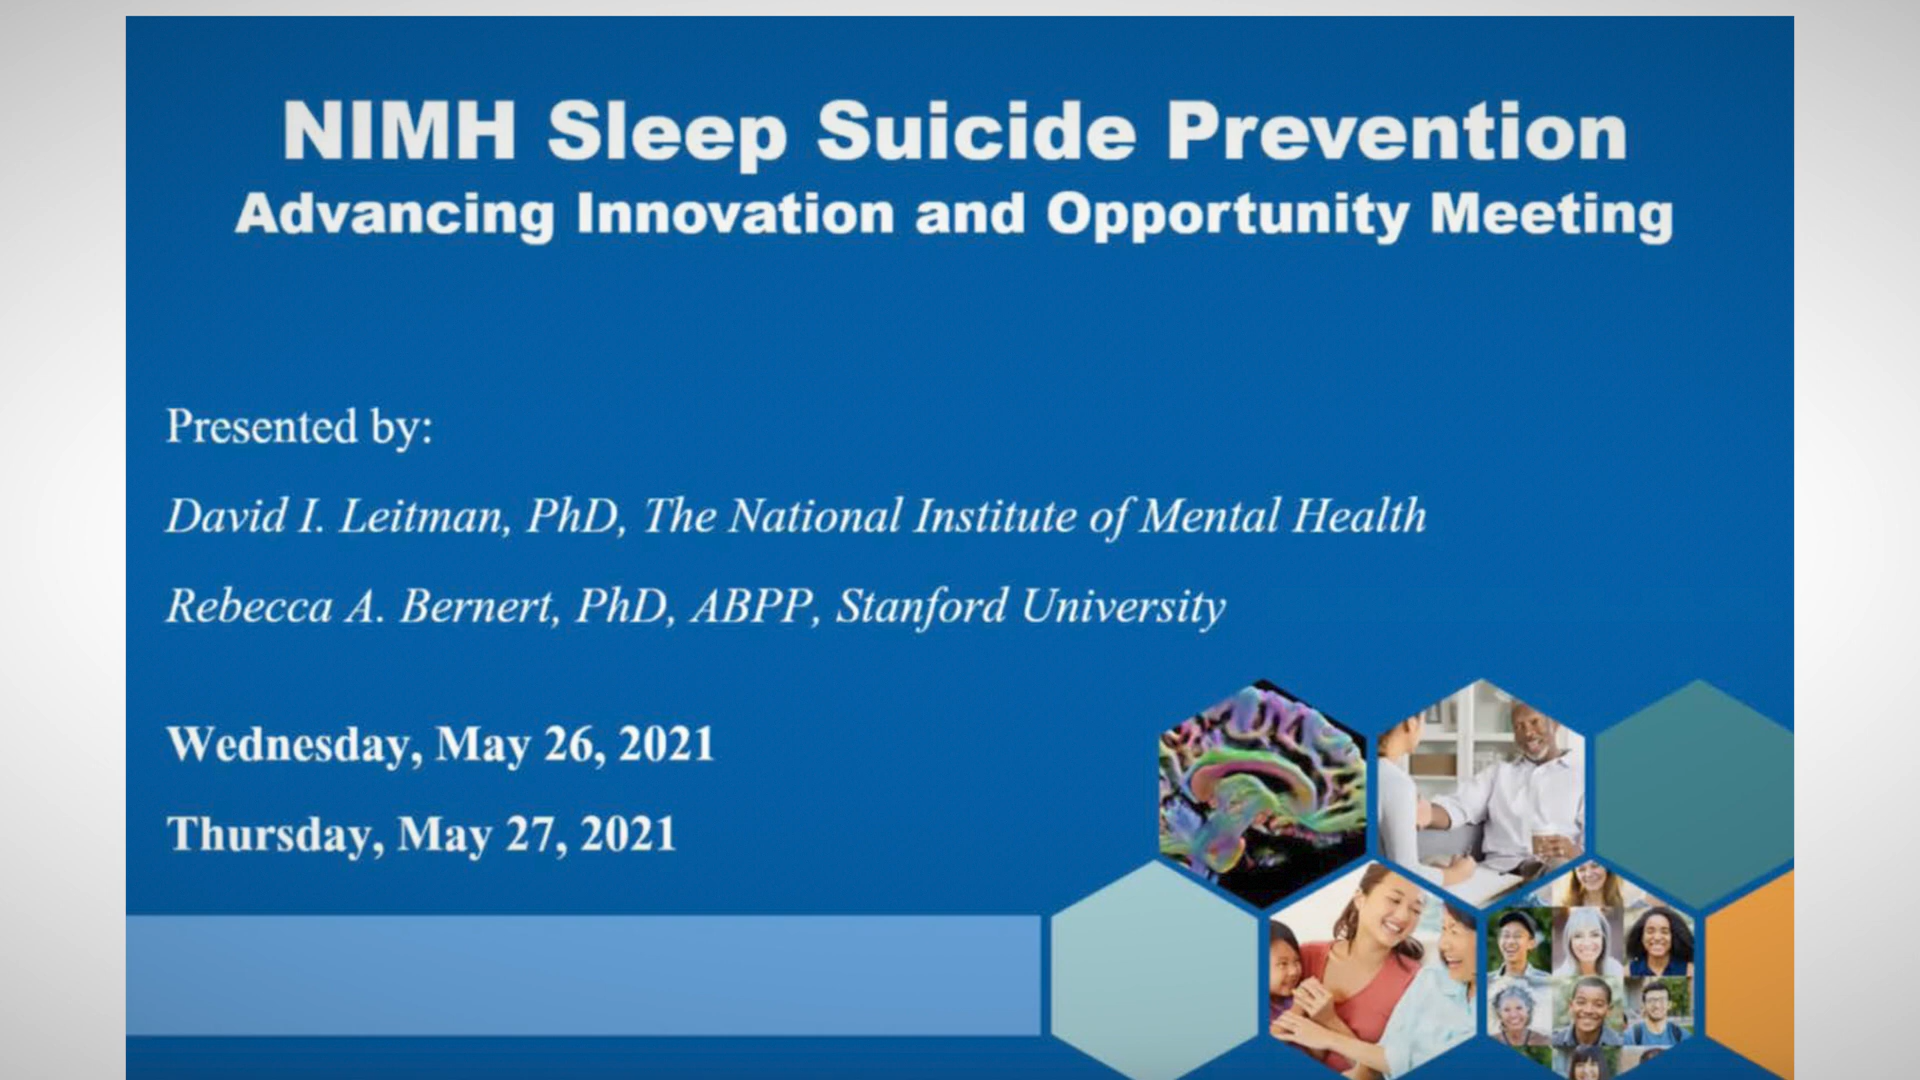 NIMH Sleep Suicide Prevention
Advancing Innovation and Opportunity Meeting
Presented by:
David I. Leitman, PhD, The National Institute of Mental Health
Rebecca A. Bernert, PhD, ABPP, Stanford University
Wednesday, May 26, 2021
Thursday, May 27, 2021